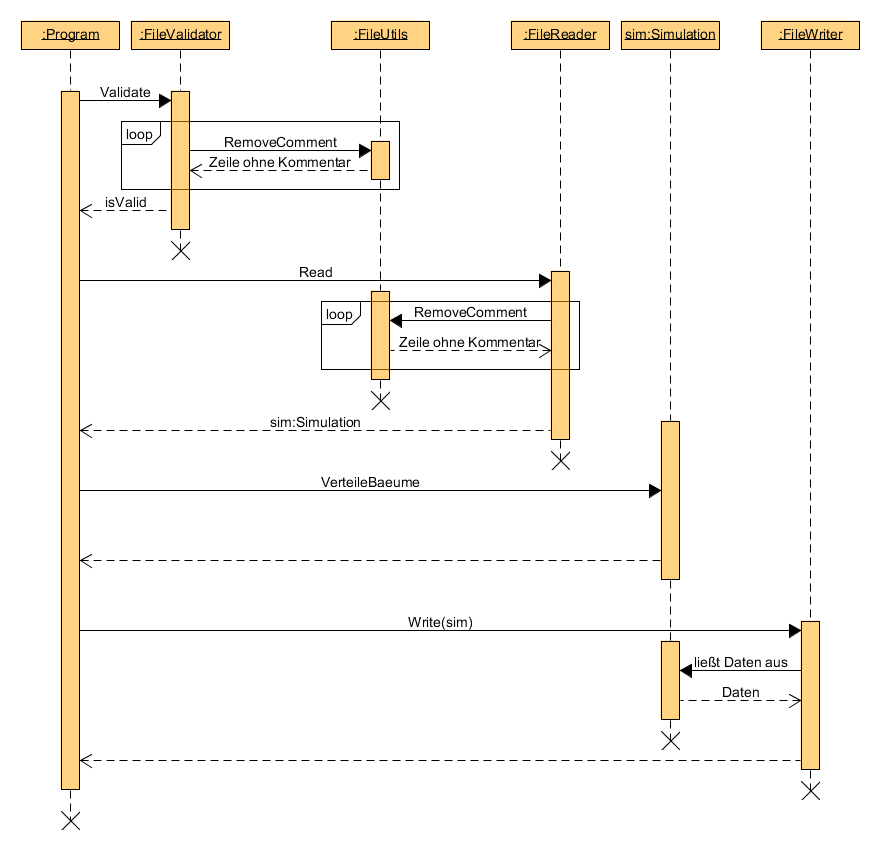 :Program
:FileValidator
:FileUtils
:FileReader
sim:Simulation
:FileWriter
Validate
loop
RemoveComment
Zeile ohne Kommentar
isValid
Read
loop
RemoveComment
Zeile ohne Kommentar
sim:Simulation
VerteileBaeume
Write(sim)
ließt Daten aus
Daten